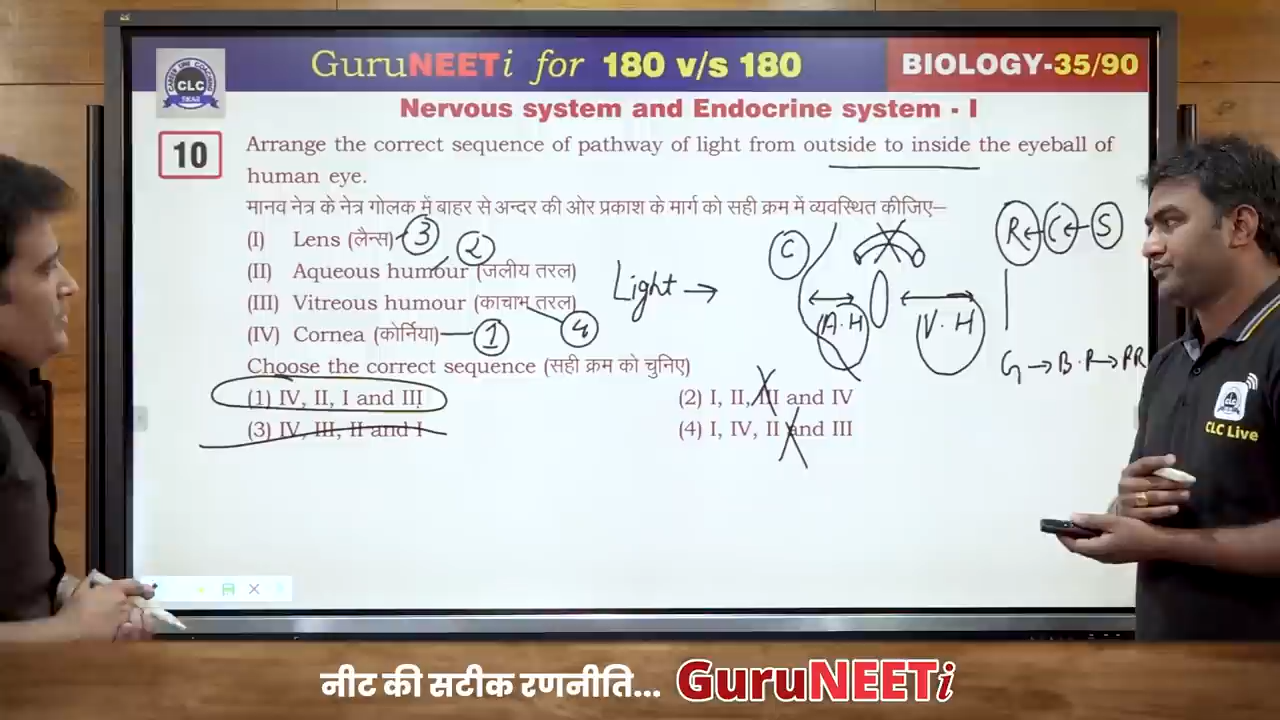 GuruNEETi for 180 v/s 180
BIOLOGY-35/90
CLC
Nervous system and Endocrine system - I
10
Arrange the correct sequence of pathway of light from outside to inside the eyeball of
human eye.
मानव नेत्र के नेत्र गोलक में बाहर से अन्दर की ओर प्रकाश के मार्ग को सही क्रम में व्यवस्थित कीजिए–
(I) Lens (लैन्स) 3
(II) Aqueous humour (जलीय तरल) 2
(III) Vitreous humour (काचाभ तरल) 4
(IV) Cornea (कोर्निया) 1
Light →
C
A·H
V·H
R ← C ← S
G → B.P → PR
Choose the correct sequence (सही क्रम को चुनिए)
(1) IV, II, I and III
(2) I, II, III and IV
(3) IV, III, II and I
(4) I, IV, II and III
CLC Live
नीट की सटीक रणनीति... GuruNEETi